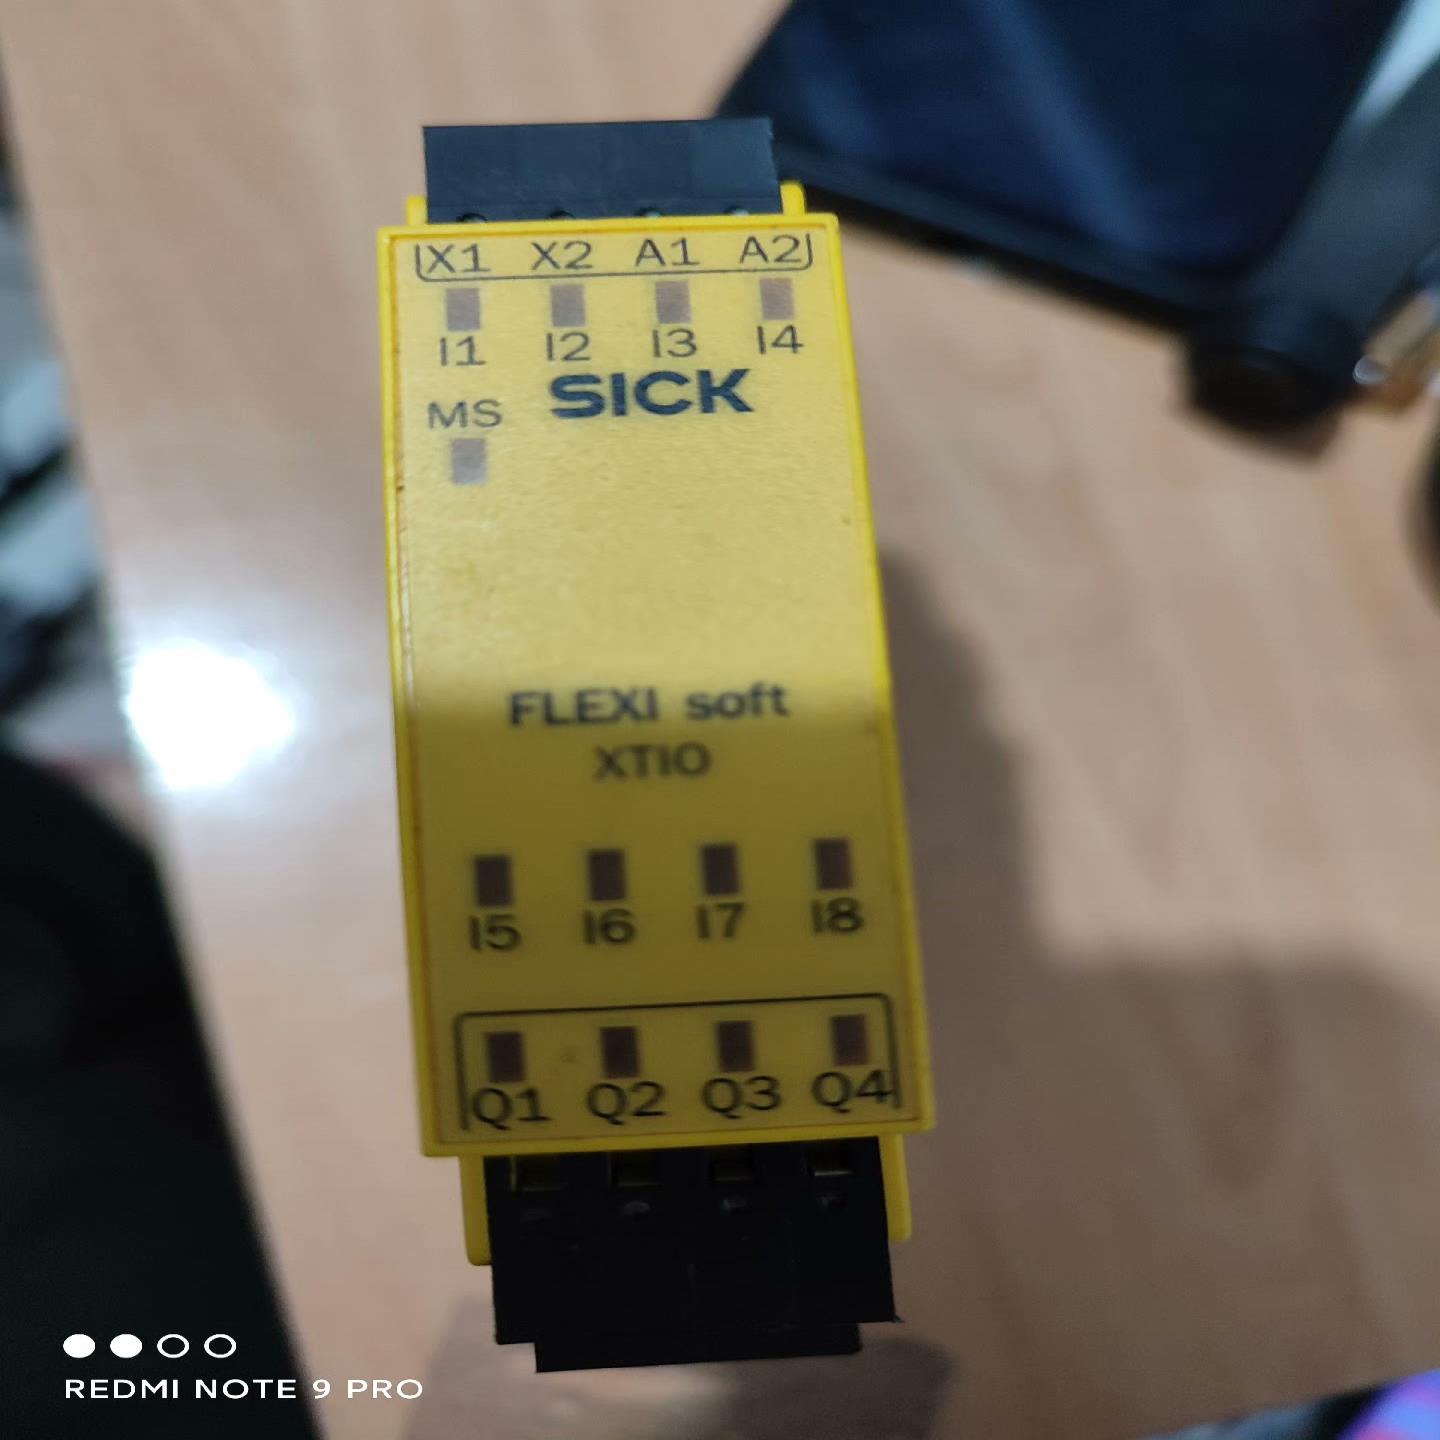 X1 X2 A1 A2
I1 I2 I3 I4
MS SICK
FLEXI soft
XTIO
I5 I6 I7 I8
Q1 Q2 Q3 Q4
REDMI NOTE 9 PRO